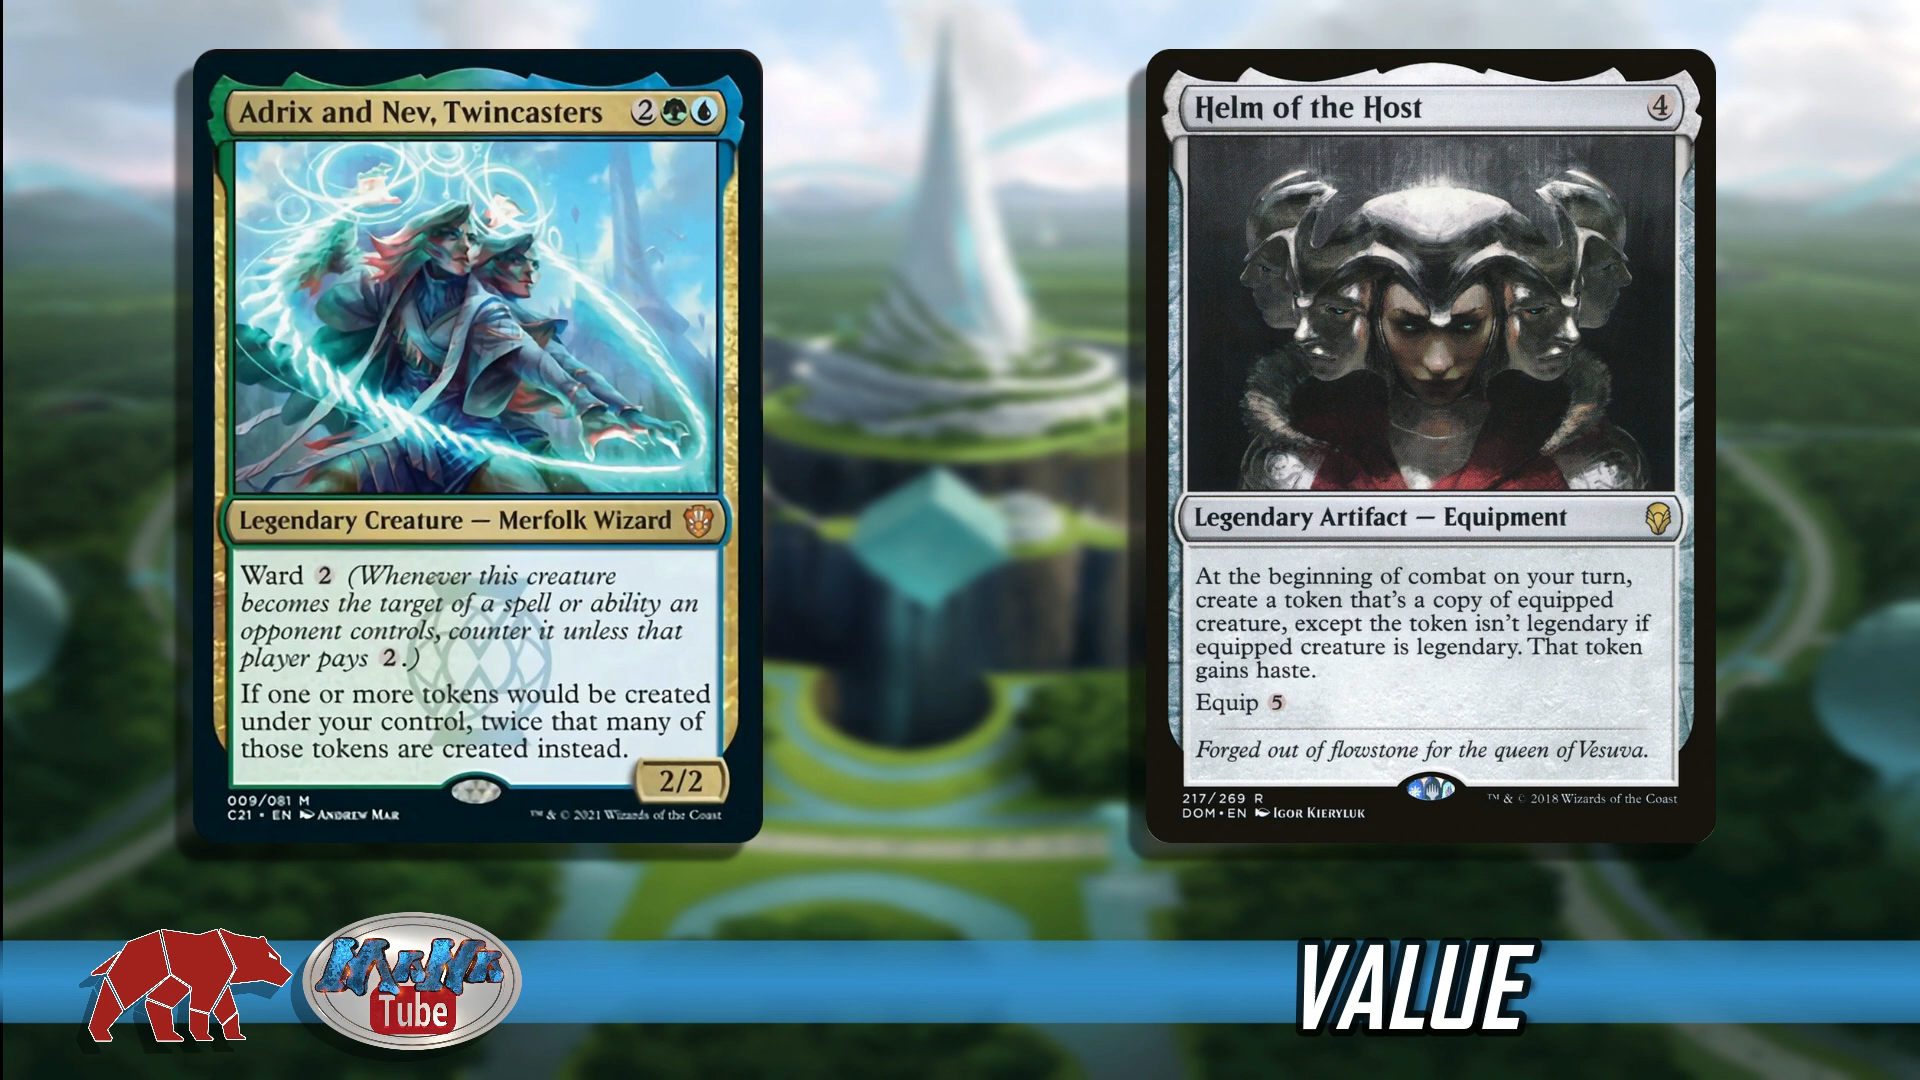 Adrix and Nev, Twincasters 2
Legendary Creature — Merfolk Wizard
Ward 2 (Whenever this creature
becomes the target of a spell or ability an
opponent controls, counter it unless that
player pays 2.)
If one or more tokens would be created
under your control, twice that many of
those tokens are created instead.
2/2
009/081 M
C21 • EN Andrew Mar
™ & © 2021 Wizards of the Coast
Helm of the Host 4
Legendary Artifact — Equipment
At the beginning of combat on your turn,
create a token that's a copy of equipped
creature, except the token isn't legendary if
equipped creature is legendary. That token
gains haste.
Equip 5
Forged out of flowstone for the queen of Vesuva.
217/269 R
DOM • EN Igor Kieryluk
™ & © 2018 Wizards of the Coast
MaNa
Tube
VALUE